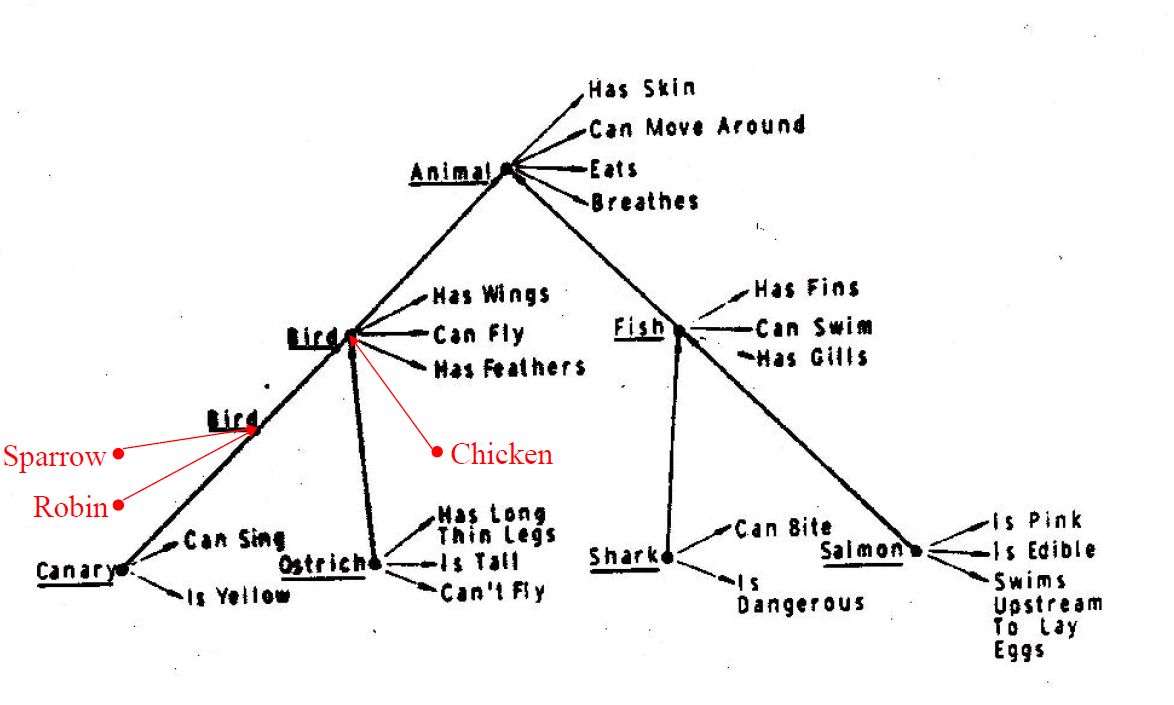 Has Skin
Can Move Around
Animal
Eats
Breathes
Has Wings
Bird
Can Fly
Has Feathers
Has Fins
Fish
Can Swim
Has Gills
Bird
Sparrow
Robin
Chicken
Can Sing
Canary
Is Yellow
Has Long
Thin Legs
Ostrich
Is Tall
Can't Fly
Can Bite
Shark
Is
Dangerous
Is Pink
Salmon
Is Edible
Swims
Upstream
To Lay
Eggs